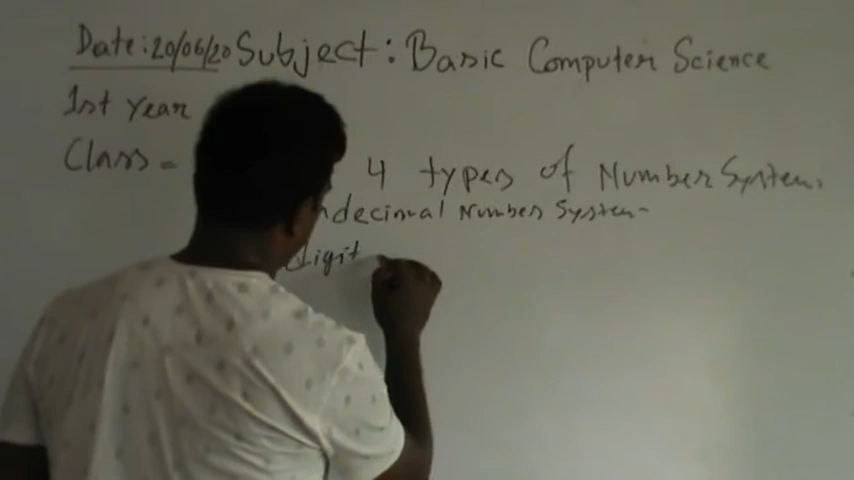 Date: 20/06/20 Subject: Basic Computer Science
1st Year
Class - 4 types of Number System.
decimal Number System
digit